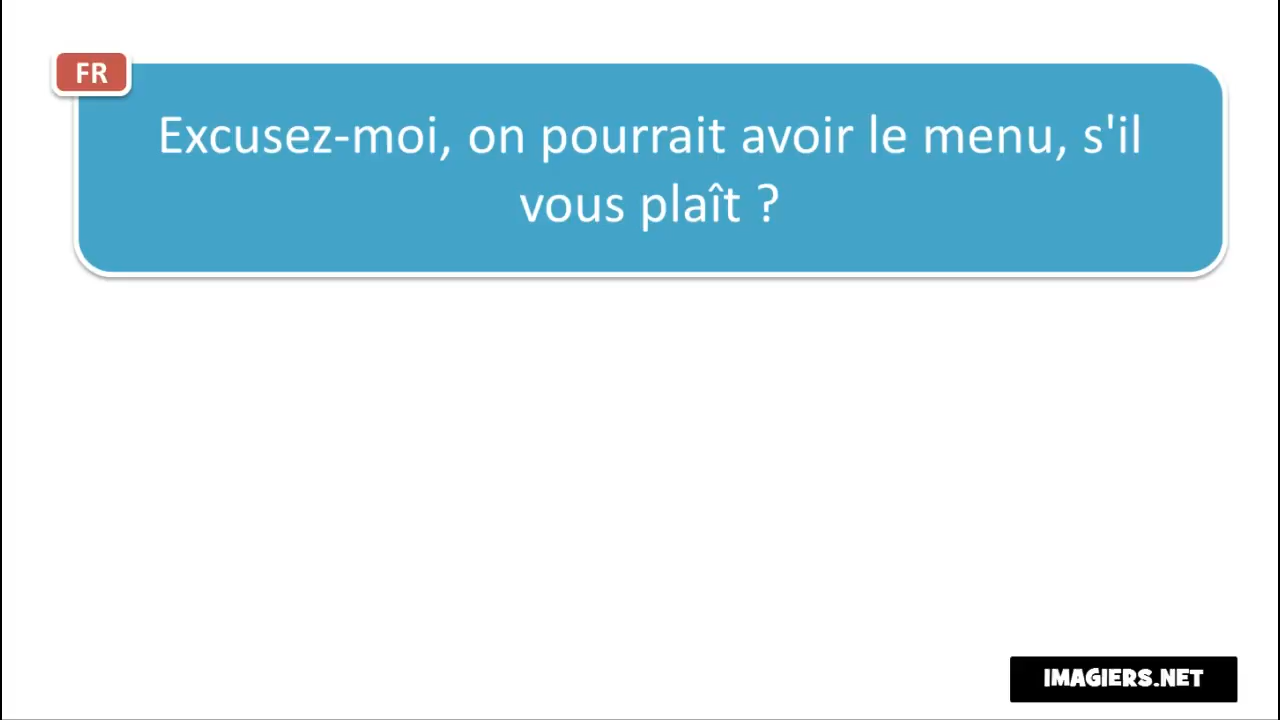 FR
Excusez-moi, on pourrait avoir le menu, s'il
vous plaît ?
IMAGIERS.NET